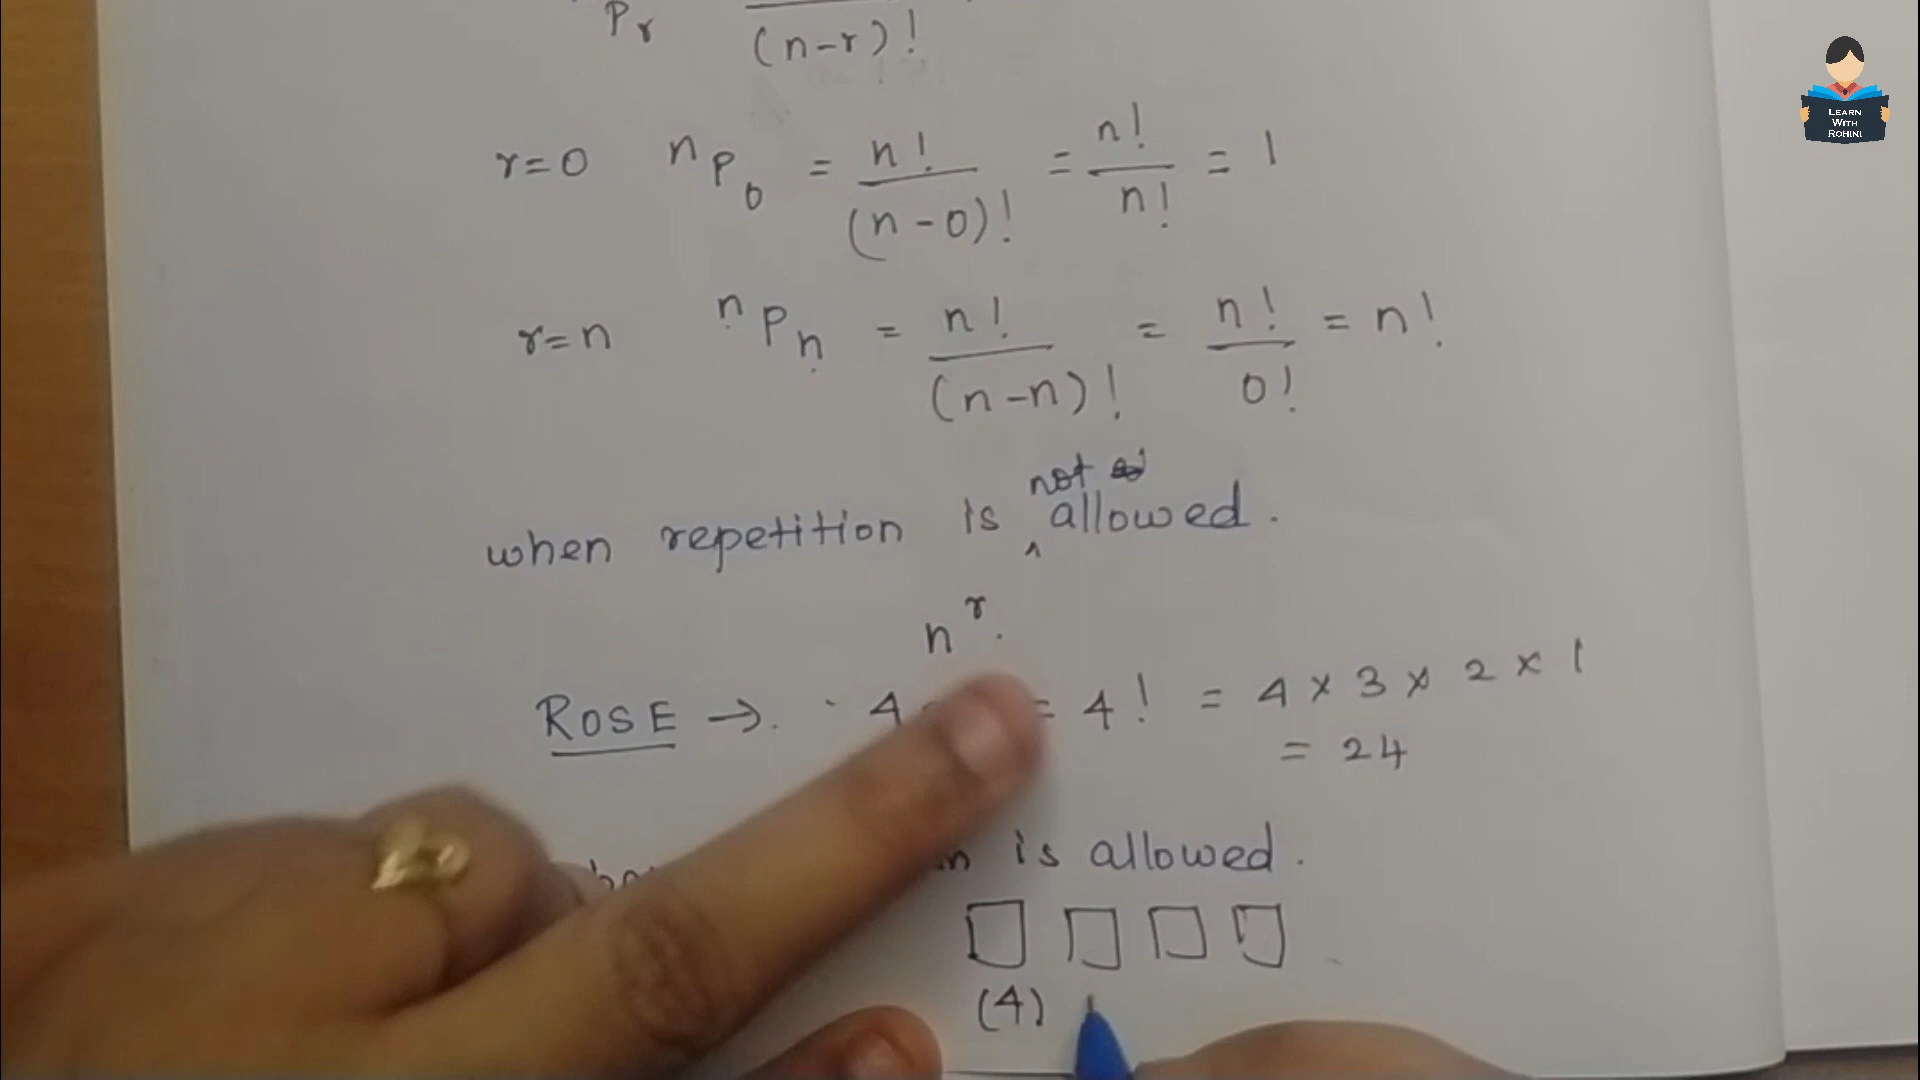 Pr
(n-r)!
r=0 nP0 = n!/(n-0)! = n!/n! = 1
r=n nPn = n!/(n-n)! = n!/0! = n!
not
when repetition is ^ allowed.
n^r.
ROSE → 4 = 4! = 4 × 3 × 2 × 1
= 24
is allowed.
(4)
LEARN
WITH
ROHINI